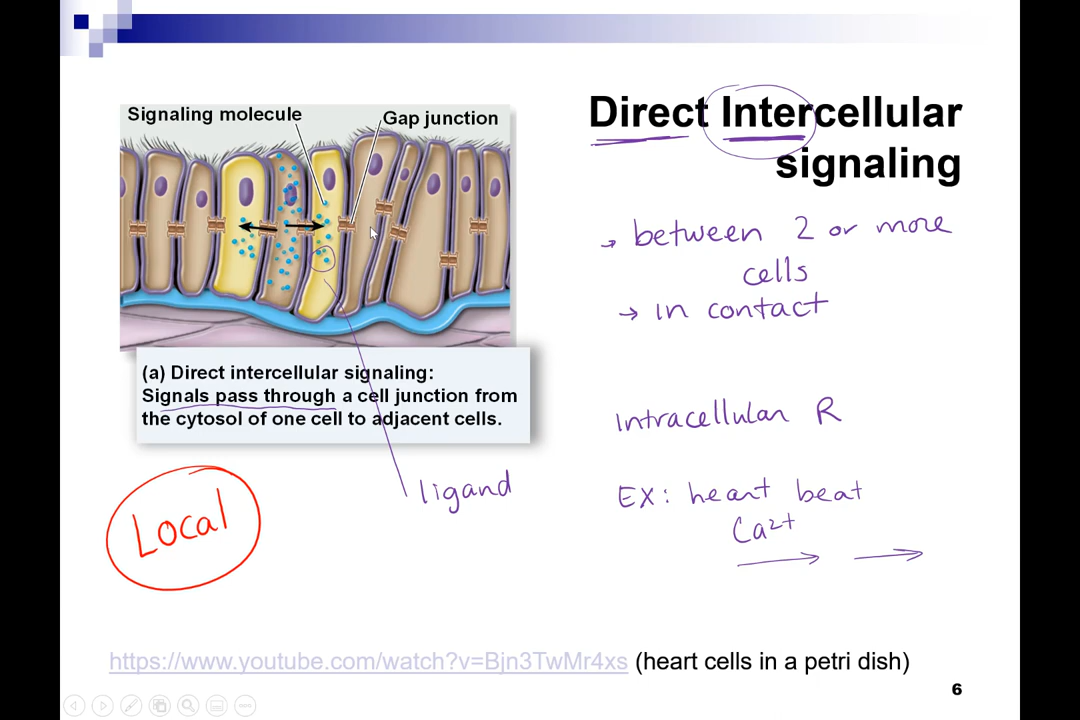 Direct Intercellular
signaling
Signaling molecule
Gap junction
→ between 2 or more
cells
→ in contact
(a) Direct intercellular signaling:
Signals pass through a cell junction from
the cytosol of one cell to adjacent cells.
Intracellular R
Local
ligand
EX: heart beat
Ca2+
https://www.youtube.com/watch?v=Bjn3TwMr4xs (heart cells in a petri dish)
6